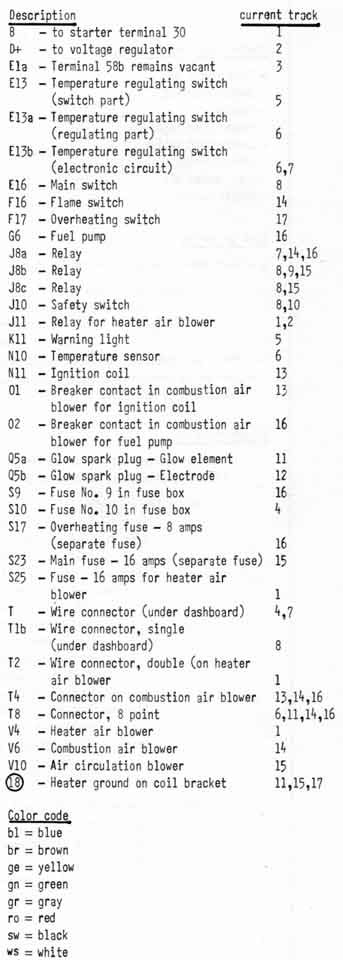 Description current track
B – to starter terminal 30 1
D+ – to voltage regulator 2
E1a – Terminal 58b remains vacant 3
E13 – Temperature regulating switch
(switch part) 5
E13a – Temperature regulating switch
(regulating part) 6
E13b – Temperature regulating switch
(electronic circuit) 6,7
E16 – Main switch 8
F16 – Flame switch 14
F17 – Overheating switch 17
G6 – Fuel pump 16
J8a – Relay 7,14,16
J8b – Relay 8,9,15
J8c – Relay 8,15
J10 – Safety switch 8,10
J11 – Relay for heater air blower 1,2
K11 – Warning light 5
N10 – Temperature sensor 6
N11 – Ignition coil 13
O1 – Breaker contact in combustion air 13
blower for ignition coil
O2 – Breaker contact in combustion air 16
blower for fuel pump
Q5a – Glow spark plug – Glow element 11
Q5b – Glow spark plug – Electrode 12
S9 – Fuse No. 9 in fuse box 16
S10 – Fuse No. 10 in fuse box 4
S17 – Overheating fuse – 8 amps
(separate fuse) 16
S23 – Main fuse – 16 amps (separate fuse) 15
S25 – Fuse – 16 amps for heater air
blower 1
T – Wire connector (under dashboard) 4,7
T1b – Wire connector, single
(under dashboard) 8
T2 – Wire connector, double (on heater
air blower 1
T4 – Connector on combustion air blower 13,14,16
T8 – Connector, 8 point 6,11,14,16
V4 – Heater air blower 1
V6 – Combustion air blower 14
V10 – Air circulation blower 15
18 – Heater ground on coil bracket 11,15,17
Color code
bl = blue
br = brown
ge = yellow
gn = green
gr = gray
ro = red
sw = black
ws = white